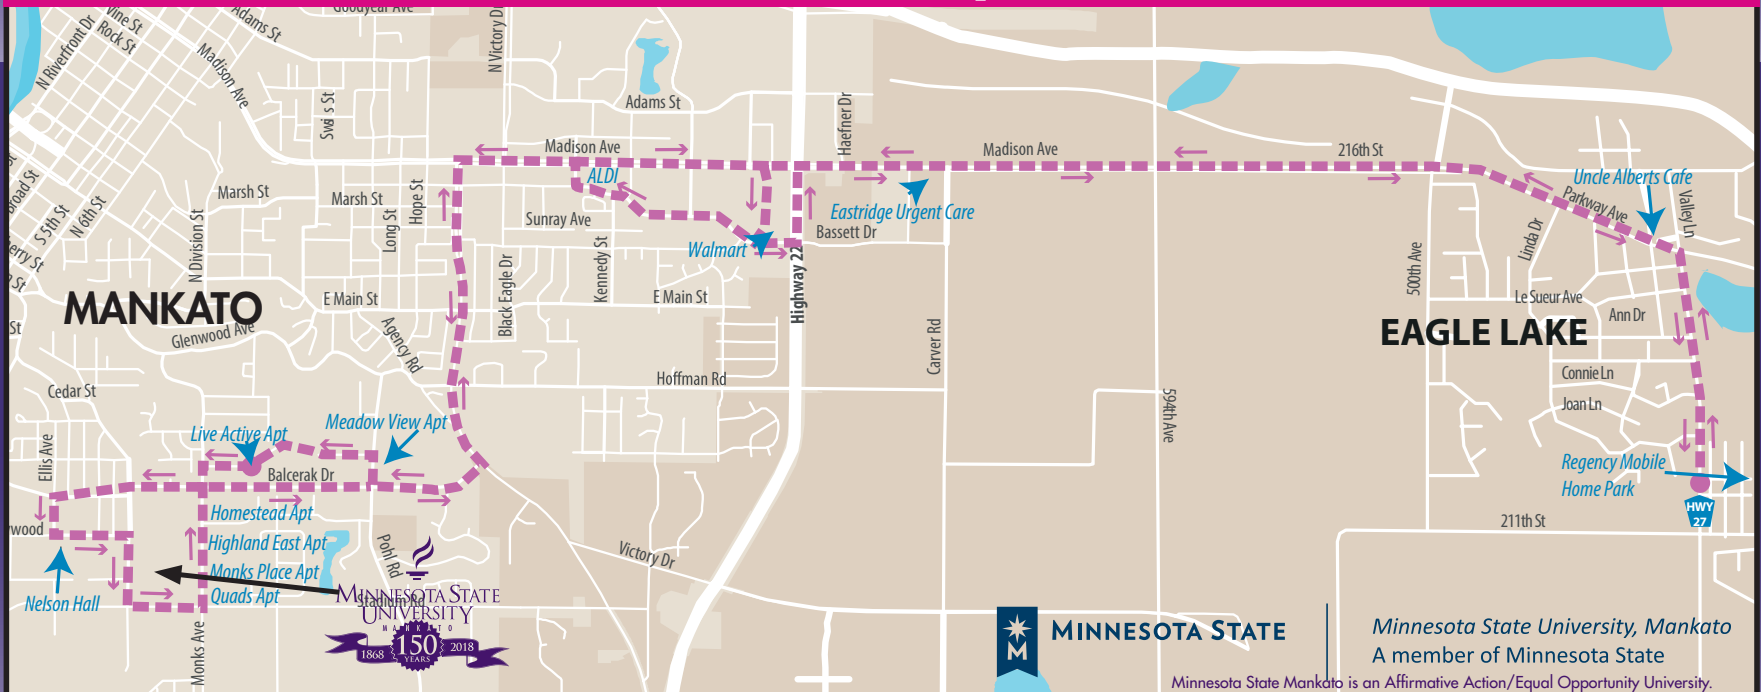 Goodyear Ave
Adams St
Vine St
Rock St
N Riverfront Dr
Madison Ave
N Victory Dr
Swi s St
Adams St
Haefner Dr
Madison Ave
Madison Ave
216th St
ALDI
Uncle Alberts Cafe
Parkway Ave
Valley Ln
Broad St
S 5th St
N 6th St
Marsh St
Marsh St
Hope St
Long St
N Division St
Sunray Ave
Eastridge Urgent Care
Bassett Dr
Walmart
Linda Dr
Kennedy St
Black Eagle Dr
Highway 22
500th Ave
MANKATO
E Main St
E Main St
Le Sueur Ave
Ann Dr
EAGLE LAKE
St
St
St
Glenwood Ave
Agency Rd
Carver Rd
Hoffman Rd
Connie Ln
Joan Ln
594th Ave
Cedar St
Ellis Ave
Live Active Apt
Meadow View Apt
Balcerak Dr
Regency Mobile
Home Park
HWY
27
211th St
wood
Homestead Apt
Highland East Apt
Monks Place Apt
Quads Apt
Nelson Hall
Monks Ave
Pohl Rd
Victory Dr
Stadium Rd
MINNESOTA STATE
UNIVERSITY
MANKATO
1868 150 2018
YEARS
M
MINNESOTA STATE
Minnesota State University, Mankato
A member of Minnesota State
Minnesota State Mankato is an Affirmative Action/Equal Opportunity University.